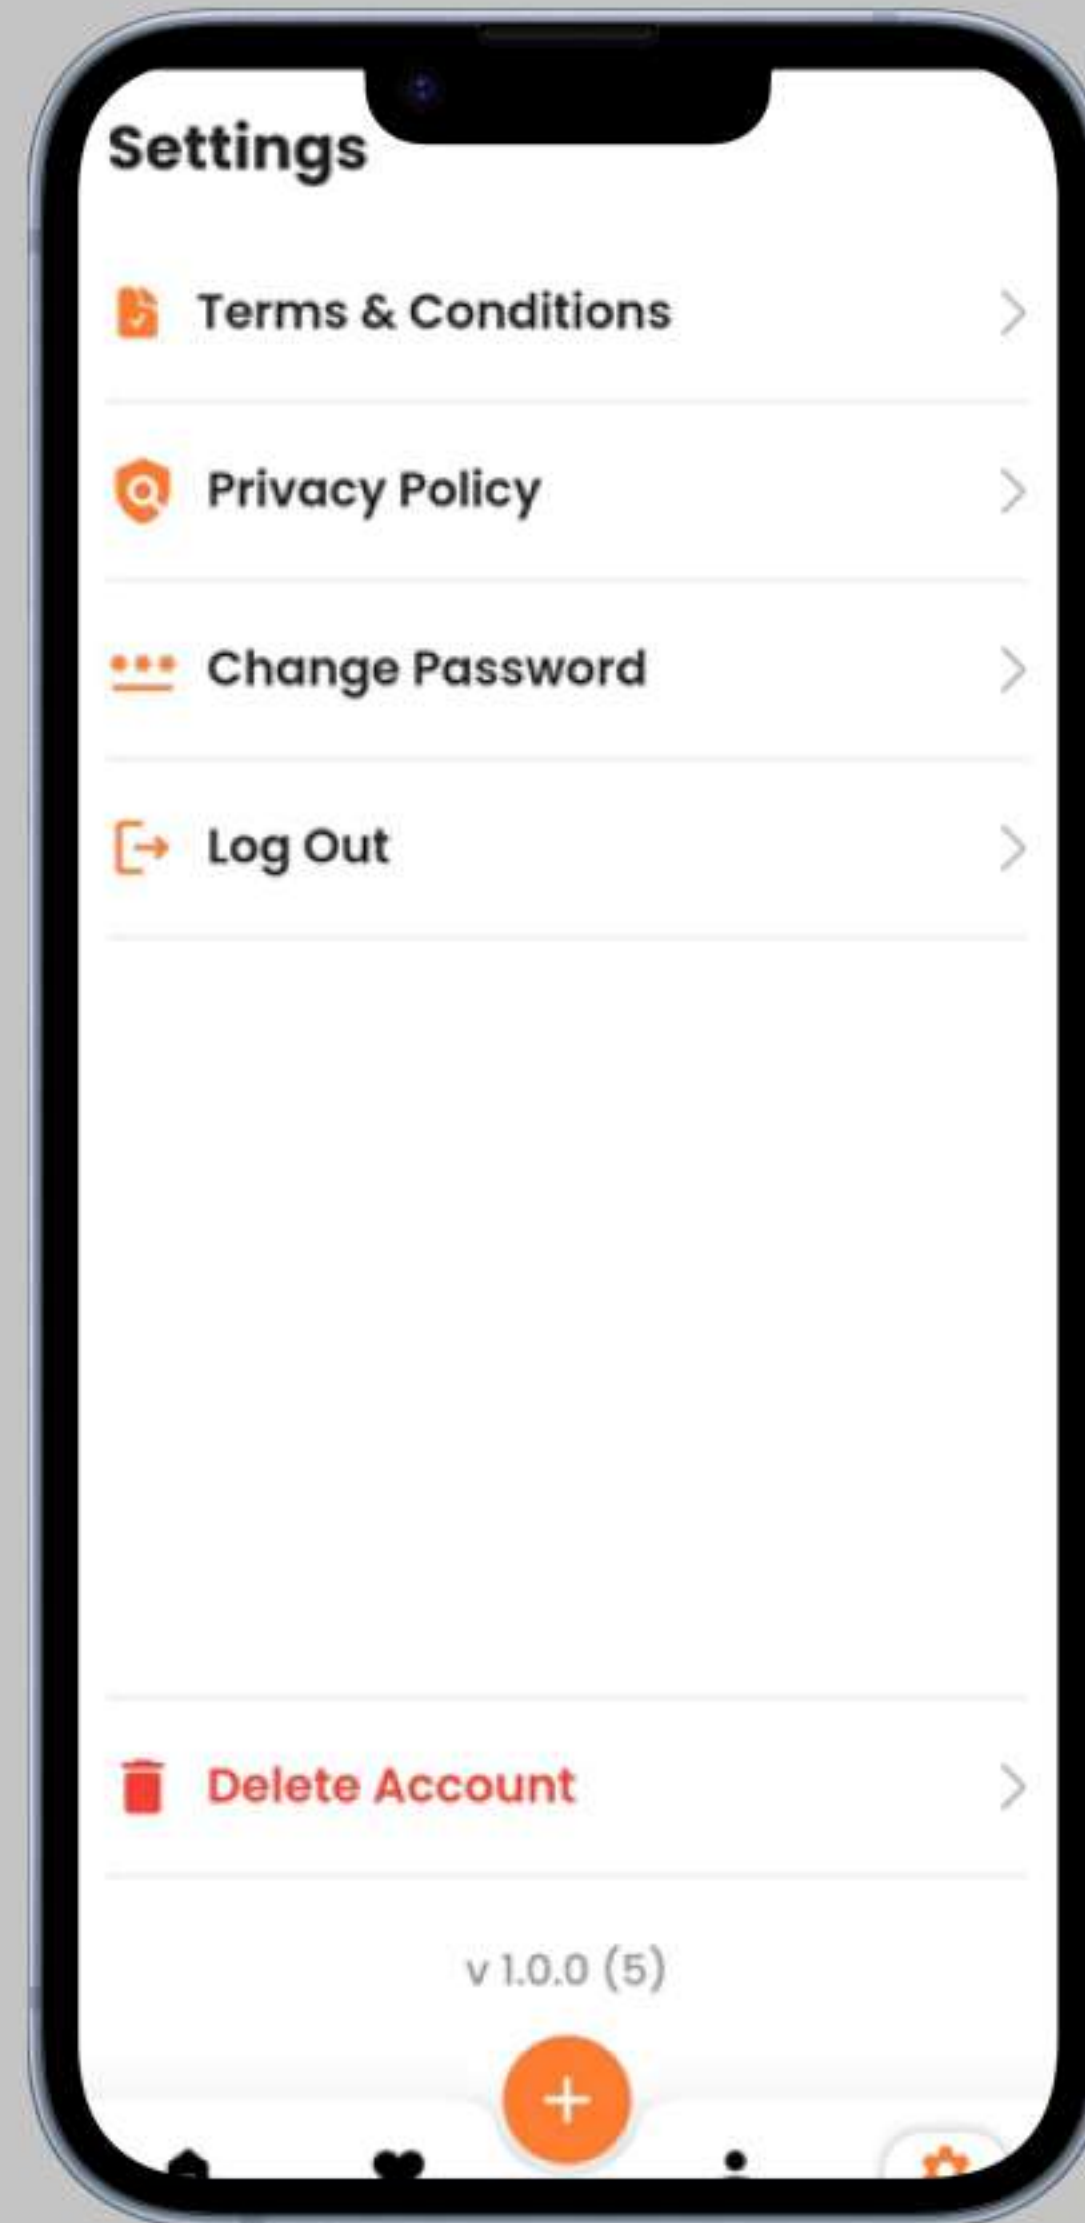 Settings
Terms & Conditions
Privacy Policy
Change Password
Log Out
Delete Account
v 1.0.0 (5)